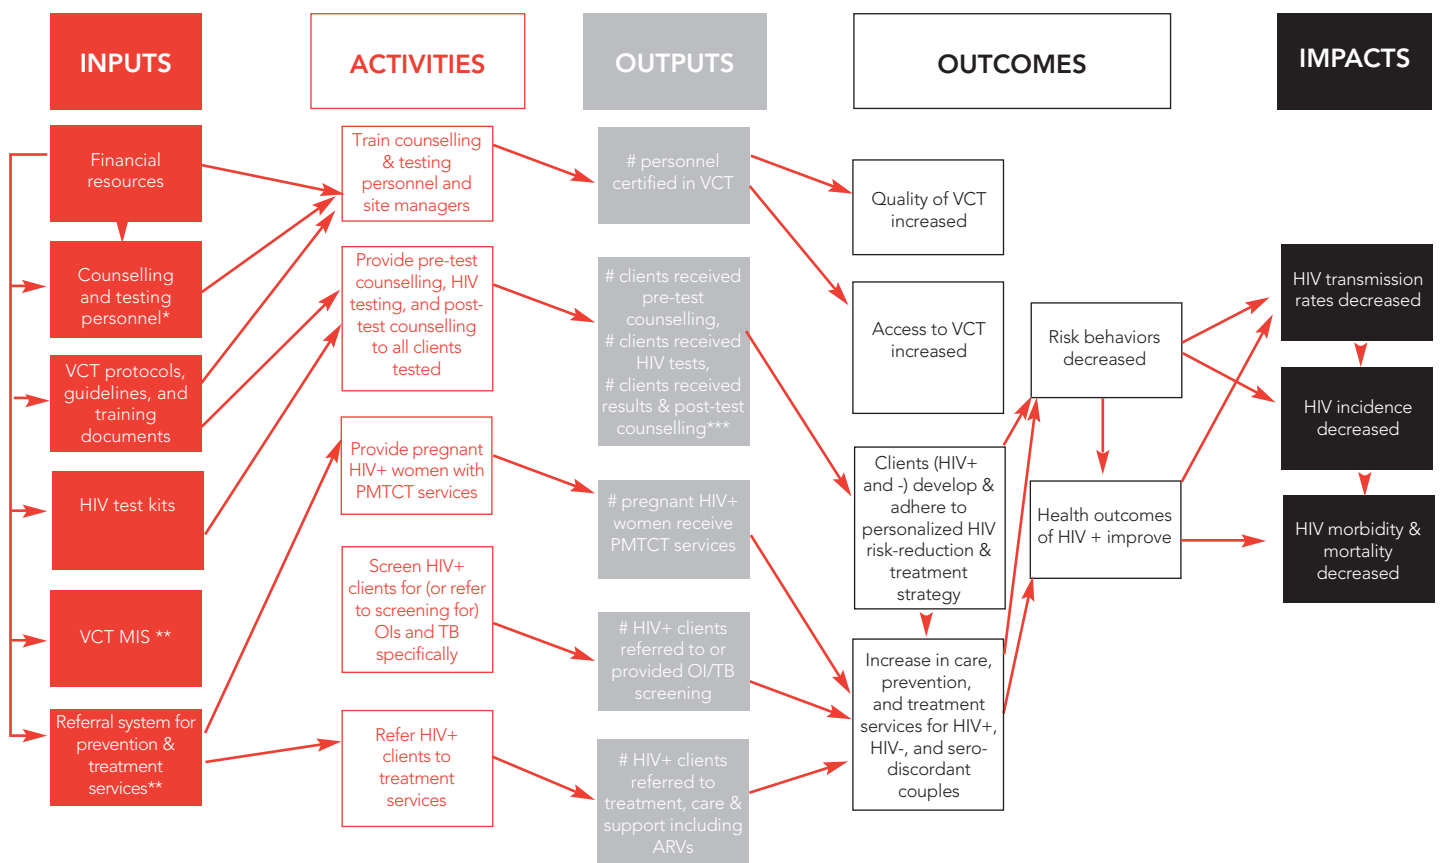 INPUTS
ACTIVITIES
OUTPUTS
OUTCOMES
IMPACTS
Financial
resources
Counselling
and testing
personnel*
VCT protocols,
guidelines, and
training
documents
HIV test kits
VCT MIS **
Referral system for
prevention &
treatment
services**
Train counselling
& testing
personnel and
site managers
Provide pre-test
counselling, HIV
testing, and post-
test counselling
to all clients
tested
Provide pregnant
HIV+ women with
PMTCT services
Screen HIV+
clients for (or refer
to screening for)
OIs and TB
specifically
Refer HIV+
clients to
treatment
services
# personnel
certified in VCT
# clients received
pre-test
counselling,
# clients received
HIV tests,
# clients received
results & post-test
counselling***
# pregnant HIV+
women receive
PMTCT services
# HIV+ clients
referred to or
provided OI/TB
screening
# HIV+ clients
referred to
treatment, care &
support including
ARVs
Quality of VCT
increased
Access to VCT
increased
Clients (HIV+
and -) develop &
adhere to
personalized HIV
risk-reduction &
treatment
strategy
Increase in care,
prevention,
and treatment
services for HIV+,
HIV-, and sero-
discordant
couples
Risk behaviors
decreased
Health outcomes
of HIV + improve
HIV transmission
rates decreased
HIV incidence
decreased
HIV morbidity &
mortality
decreased